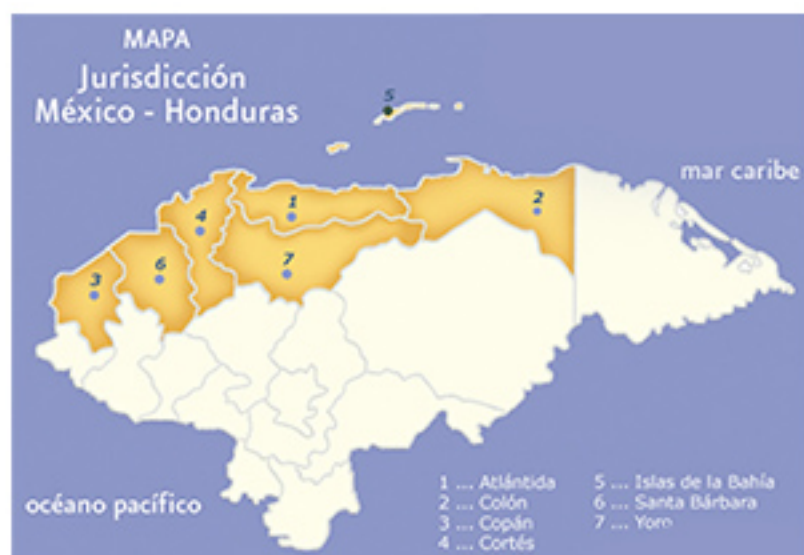 MAPA
Jurisdicción
México - Honduras
5
mar caribe
1
2
4
7
6
3
océano pacífico
1 ... Atlántida
2 ... Colón
3 ... Copán
4 ... Cortés
5 ... Islas de la Bahía
6 ... Santa Bárbara
7 ... Yoro